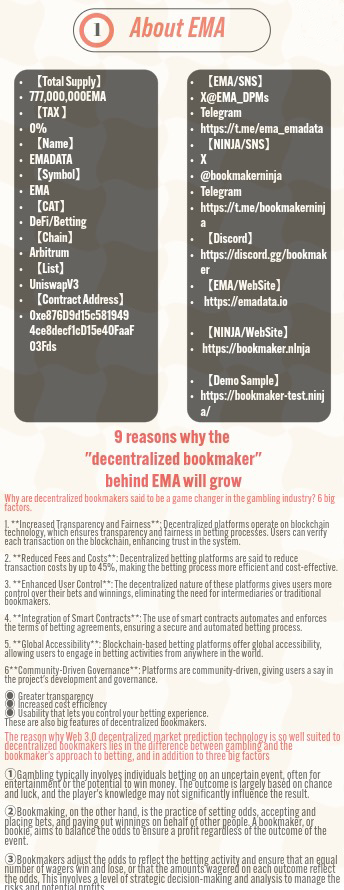 1 About EMA
• 【Total Supply】
• 777,000,000EMA
• 【TAX 】
• 0%
• 【Name】
• EMADATA
• 【Symbol】
• EMA
• 【CAT】
• DeFi/Betting
• 【Chain】
• Arbitrum
• 【List】
• UniswapV3
• 【Contract Address】
• 0xe876D9d15c581949
4ce8decf1cD15e40FaaF
03Fds
• 【EMA/SNS】
• X@EMA_DPMs
• Telegram
• https://t.me/ema_emadata
• 【NINJA/SNS】
• X
• @bookmakerninja
• Telegram
• https://t.me/bookmakerninj
a
• 【Discord】
• https://discord.gg/bookmak
er
• 【EMA/WebSite】
• https://emadata.io
• 【NINJA/WebSite】
• https://bookmaker.nInja
• 【Demo Sample】
• https://bookmaker-test.ninj
a/
9 reasons why the
"decentralized bookmaker"
behind EMA will grow
Why are decentralized bookmakers said to be a game changer in the gambling industry? 6 big
factors.
1. **Increased Transparency and Fairness**: Decentralized platforms operate on blockchain
technology, which ensures transparency and fairness in betting processes. Users can verify
each transaction on the blockchain, enhancing trust in the system.
2. **Reduced Fees and Costs**: Decentralized betting platforms are said to reduce
transaction costs by up to 45%, making the betting process more efficient and cost-effective.
3. **Enhanced User Control**: The decentralized nature of these platforms gives users more
control over their bets and winnings, eliminating the need for intermediaries or traditional
bookmakers.
4. **Integration of Smart Contracts**: The use of smart contracts automates and enforces
the terms of betting agreements, ensuring a secure and automated betting process.
5. **Global Accessibility**: Blockchain-based betting platforms offer global accessibility,
allowing users to engage in betting activities from anywhere in the world.
6**Community-Driven Governance**: Platforms are community-driven, giving users a say in
the project's development and governance.
◉ Greater transparency
◉ Increased cost efficiency
◉ Usability that lets you control your betting experience.
These are also big features of decentralized bookmakers.
The reason why Web 3.0 decentralized market prediction technology is so well suited to
decentralized bookmakers lies in the difference between gambling and the
bookmaker's approach to betting, and in addition to three big factors
①Gambling typically involves individuals betting on an uncertain event, often for
entertainment or the potential to win money. The outcome is largely based on chance
and luck, and the player's knowledge may not significantly influence the result.
②Bookmaking, on the other hand, is the practice of setting odds, accepting and
placing bets, and paying out winnings on behalf of other people. A bookmaker, or
bookie, aims to balance the odds to ensure a profit regardless of the outcome of the
event.
③Bookmakers adjust the odds to reflect the betting activity and ensure that an equal
number of wagers win and lose, or that the amounts wagered on each outcome reflect
the odds. This involves a level of strategic decision-making and analysis to manage the
risks and potential profits.